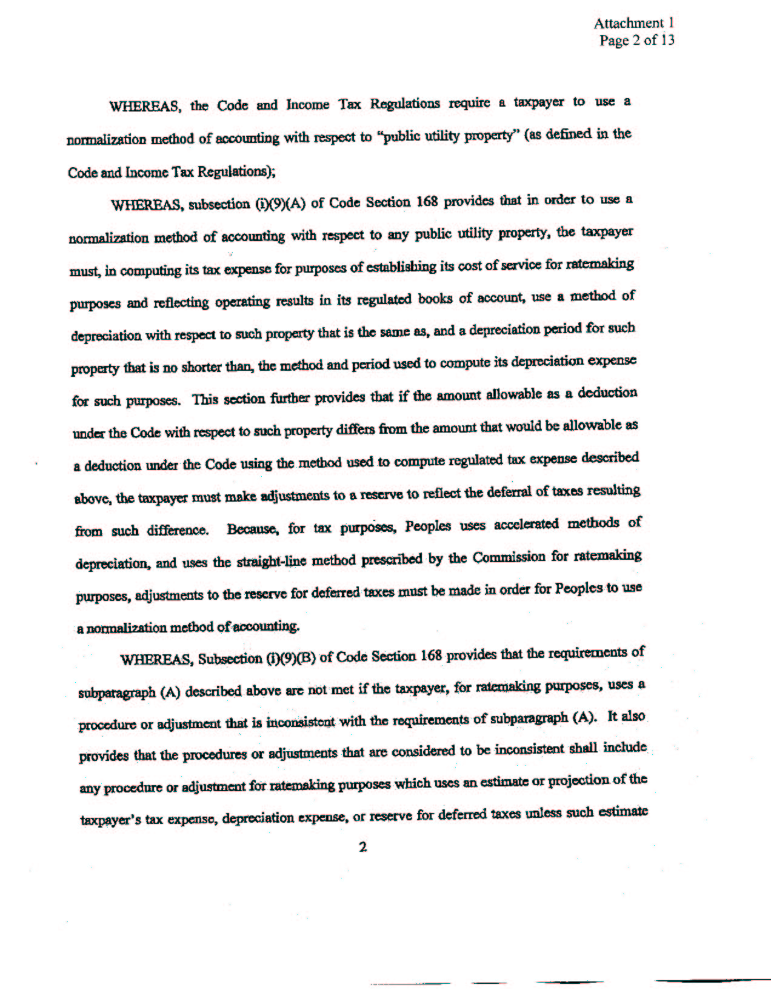 Attachment 1
Page 2 of 13
WHEREAS, the Code and Income Tax Regulations require a taxpayer to use a
normalization method of accounting with respect to “public utility property” (as defined in the
Code and Income Tax Regulations);
WHEREAS, subsection (i)(9)(A) of Code Section 168 provides that in order to use a
normalization method of accounting with respect to any public utility property, the taxpayer
must, in computing its tax expense for purposes of establishing its cost of service for ratemaking
purposes and reflecting operating results in its regulated books of account, use a method of
depreciation with respect to such property that is the same as, and a depreciation period for such
property that is no shorter than, the method and period used to compute its depreciation expense
for such purposes. This section further provides that if the amount allowable as a deduction
under the Code with respect to such property differs from the amount that would be allowable as
a deduction under the Code using the method used to compute regulated tax expense described
above, the taxpayer must make adjustments to a reserve to reflect the deferral of taxes resulting
from such difference. Because, for tax purposes, Peoples uses accelerated methods of
depreciation, and uses the straight-line method prescribed by the Commission for ratemaking
purposes, adjustments to the reserve for deferred taxes must be made in order for Peoples to use
a normalization method of accounting.
WHEREAS, Subsection (i)(9)(B) of Code Section 168 provides that the requirements of
subparagraph (A) described above are not met if the taxpayer, for ratemaking purposes, uses a
procedure or adjustment that is inconsistent with the requirements of subparagraph (A). It also
provides that the procedures or adjustments that are considered to be inconsistent shall include
any procedure or adjustment for ratemaking purposes which uses an estimate or projection of the
taxpayer’s tax expense, depreciation expense, or reserve for deferred taxes unless such estimate
2